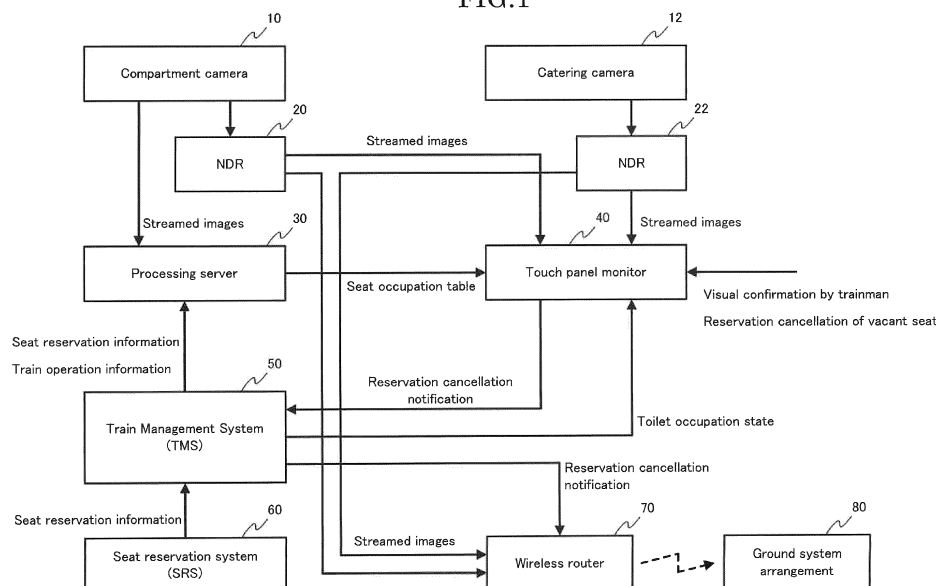 FIG.1
10
12
Compartment camera
Catering camera
20
22
NDR
Streamed images
NDR
Streamed images
30
40
Streamed images
Processing server
Touch panel monitor
Seat occupation table
Visual confirmation by trainman
Reservation cancellation of vacant seat
Seat reservation information
Train operation information
50
Reservation cancellation
notification
Train Management System
(TMS)
Toilet occupation state
Reservation cancellation
notification
Seat reservation information
60
70
80
Streamed images
Seat reservation system
(SRS)
Wireless router
Ground system
arrangement